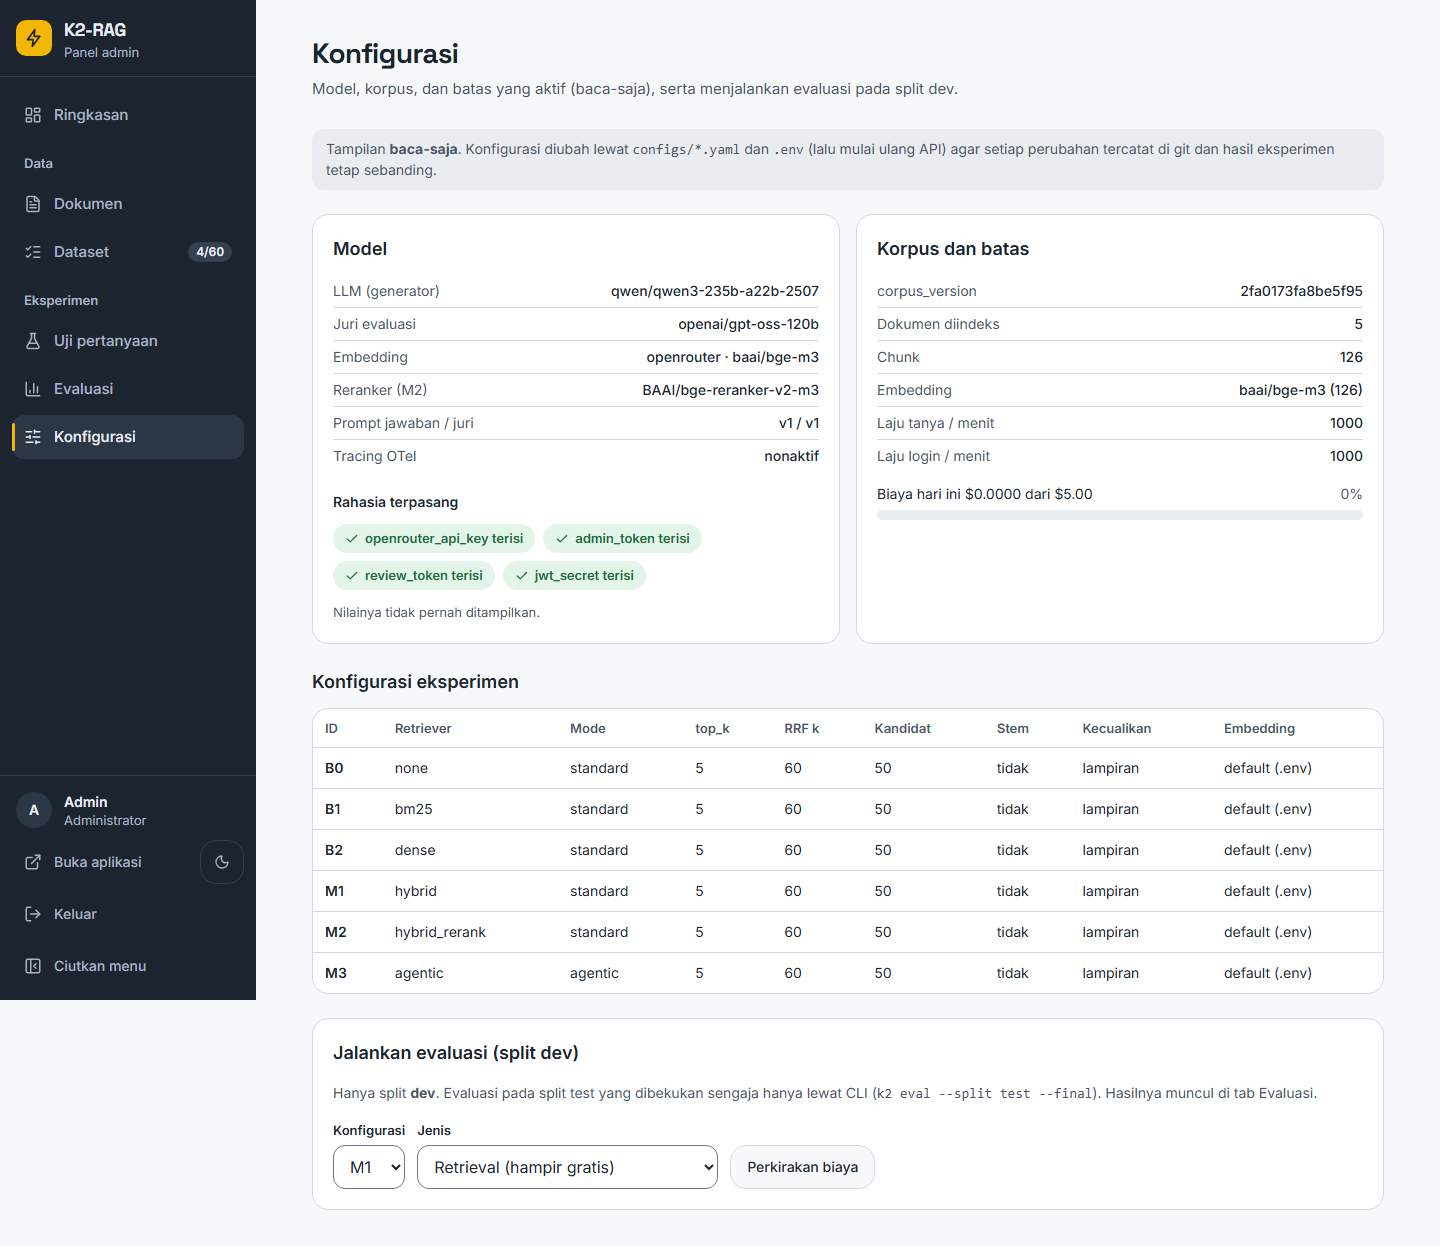 K2-RAG
Panel admin
Ringkasan
Data
Dokumen
Dataset 4/60
Eksperimen
Uji pertanyaan
Evaluasi
Konfigurasi
A Admin
Administrator
Buka aplikasi
Keluar
Ciutkan menu
Konfigurasi
Model, korpus, dan batas yang aktif (baca-saja), serta menjalankan evaluasi pada split dev.
Tampilan baca-saja. Konfigurasi diubah lewat configs/*.yaml dan .env (lalu mulai ulang API) agar setiap perubahan tercatat di git dan hasil eksperimen
tetap sebanding.
Model
LLM (generator) qwen/qwen3-235b-a22b-2507
Juri evaluasi openai/gpt-oss-120b
Embedding openrouter · baai/bge-m3
Reranker (M2) BAAI/bge-reranker-v2-m3
Prompt jawaban / juri v1 / v1
Tracing OTel nonaktif
Rahasia terpasang
openrouter_api_key terisi admin_token terisi
review_token terisi jwt_secret terisi
Nilainya tidak pernah ditampilkan.
Korpus dan batas
corpus_version 2fa0173fa8be5f95
Dokumen diindeks 5
Chunk 126
Embedding baai/bge-m3 (126)
Laju tanya / menit 1000
Laju login / menit 1000
Biaya hari ini $0.0000 dari $5.00 0%
Konfigurasi eksperimen
ID Retriever Mode top_k RRF k Kandidat Stem Kecualikan Embedding
B0 none standard 5 60 50 tidak lampiran default (.env)
B1 bm25 standard 5 60 50 tidak lampiran default (.env)
B2 dense standard 5 60 50 tidak lampiran default (.env)
M1 hybrid standard 5 60 50 tidak lampiran default (.env)
M2 hybrid_rerank standard 5 60 50 tidak lampiran default (.env)
M3 agentic agentic 5 60 50 tidak lampiran default (.env)
Jalankan evaluasi (split dev)
Hanya split dev. Evaluasi pada split test yang dibekukan sengaja hanya lewat CLI (k2 eval --split test --final). Hasilnya muncul di tab Evaluasi.
Konfigurasi Jenis
M1 Retrieval (hampir gratis) Perkirakan biaya